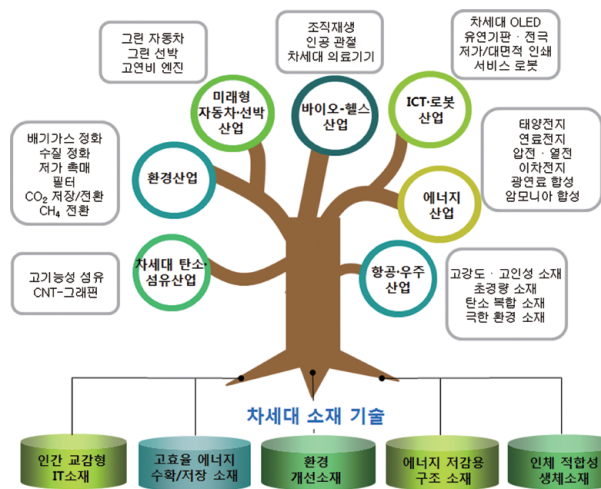 그린 자동차
그린 선박
고연비 엔진
조직재생
인공 관절
차세대 의료기기
차세대 OLED
유연기판 · 전극
저가/대면적 인쇄
서비스 로봇
미래형
자동차·선박
산업
바이오-헬스
산업
ICT·로봇
산업
배기가스 정화
수질 정화
저가 촉매
필터
CO₂ 저장/전환
CH₄ 전환
환경산업
에너지
산업
태양전지
연료전지
압전 · 열전
이차전지
광연료 합성
암모니아 합성
고기능성 섬유
CNT-그래핀
차세대 탄소·
섬유산업
항공·우주
산업
고강도 · 고인성 소재
초경량 소재
탄소 복합 소재
극한 환경 소재
차세대 소재 기술
인간 교감형
IT소재
고효율 에너지
수확/저장 소재
환경
개선소재
에너지 저감용
구조 소재
인체 적합성
생체소재